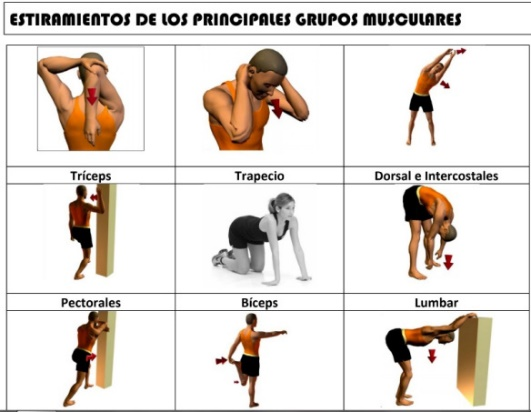 ESTIRAMIENTOS DE LOS PRINCIPALES GRUPOS MUSCULARES
Tríceps
Trapecio
Dorsal e Intercostales
Pectorales
Bíceps
Lumbar